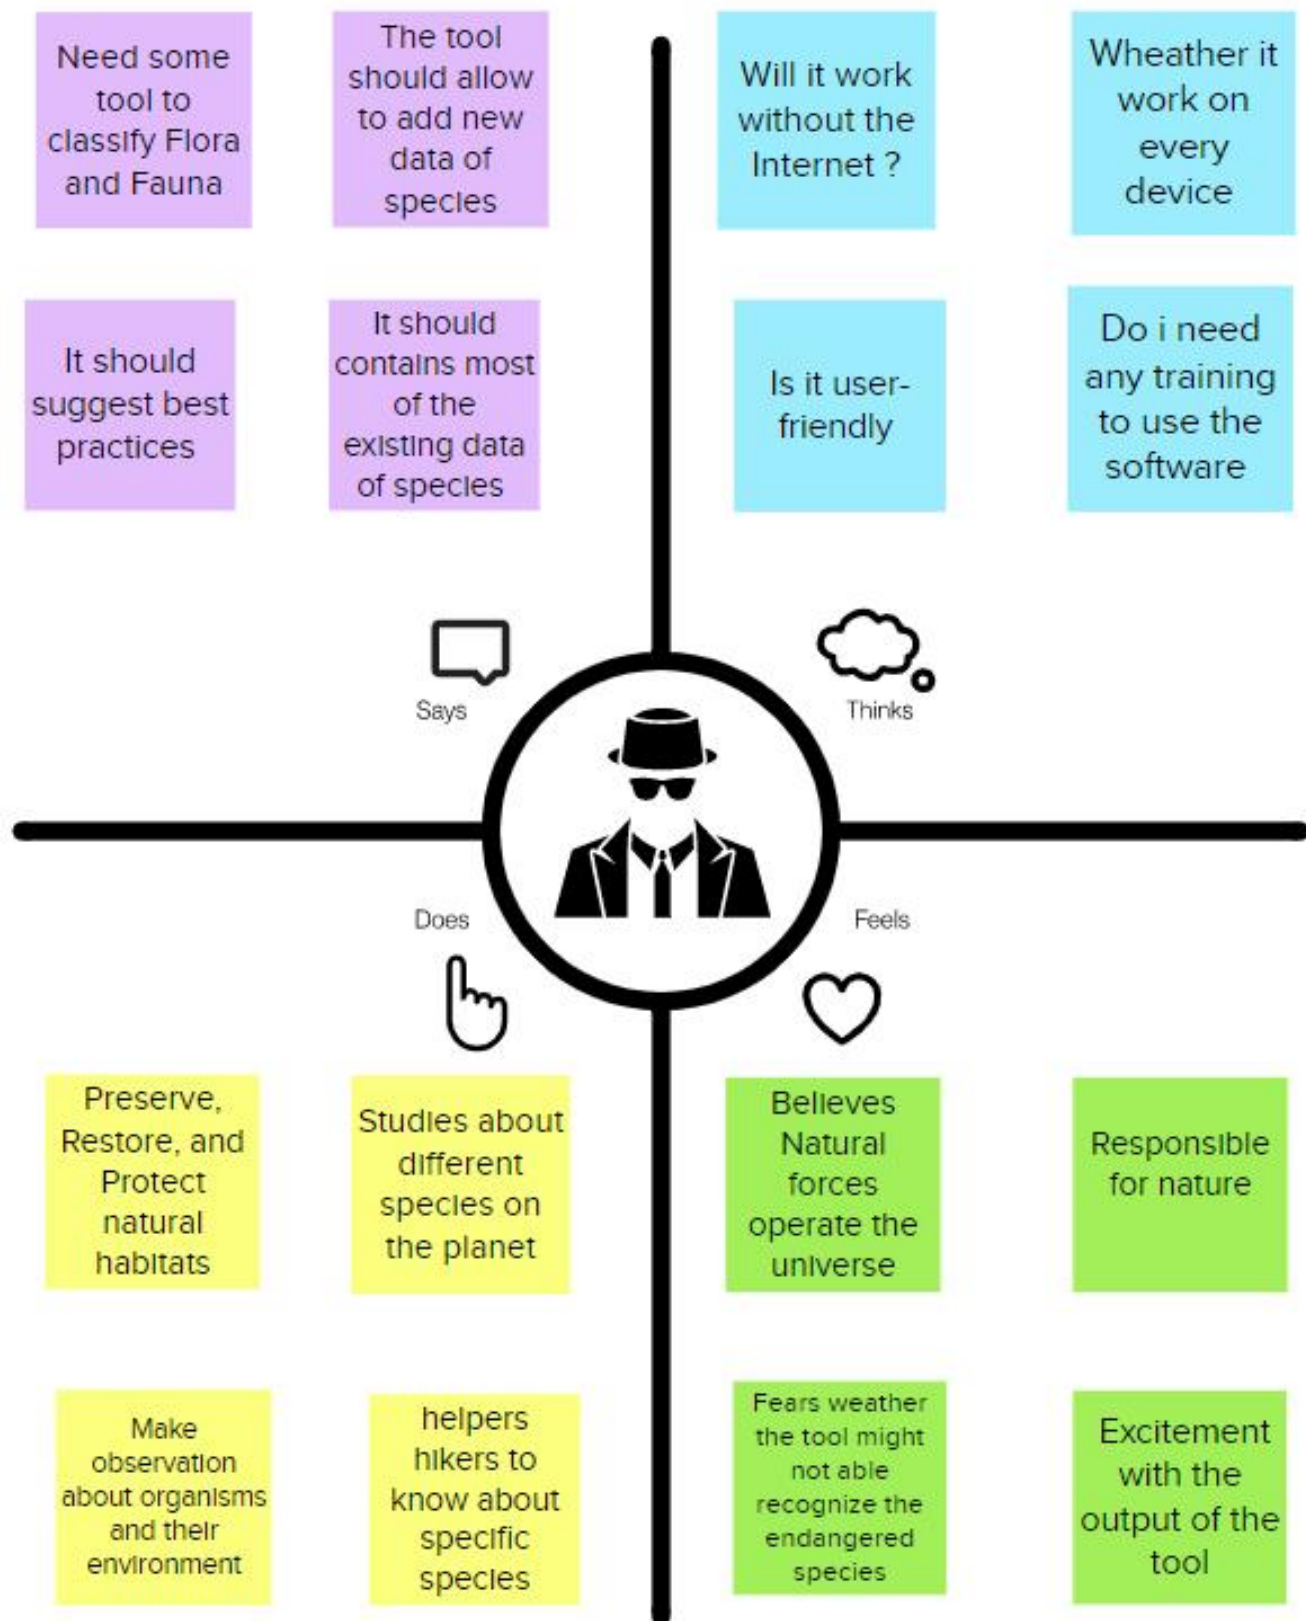 Need some
tool to
classify Flora
and Fauna
The tool
should allow
to add new
data of
species
Will it work
without the
Internet ?
Wheather it
work on
every
device
It should
suggest best
practices
It should
contains most
of the
existing data
of species
Is it user-
friendly
Do i need
any training
to use the
software
Says
Thinks
Does
Feels
Preserve,
Restore, and
Protect
natural
habitats
Studies about
different
species on
the planet
Believes
Natural
forces
operate the
universe
Responsible
for nature
Make
observation
about organisms
and their
environment
helpers
hikers to
know about
specific
species
Fears weather
the tool might
not able
recognize the
endangered
species
Excitement
with the
output of the
tool